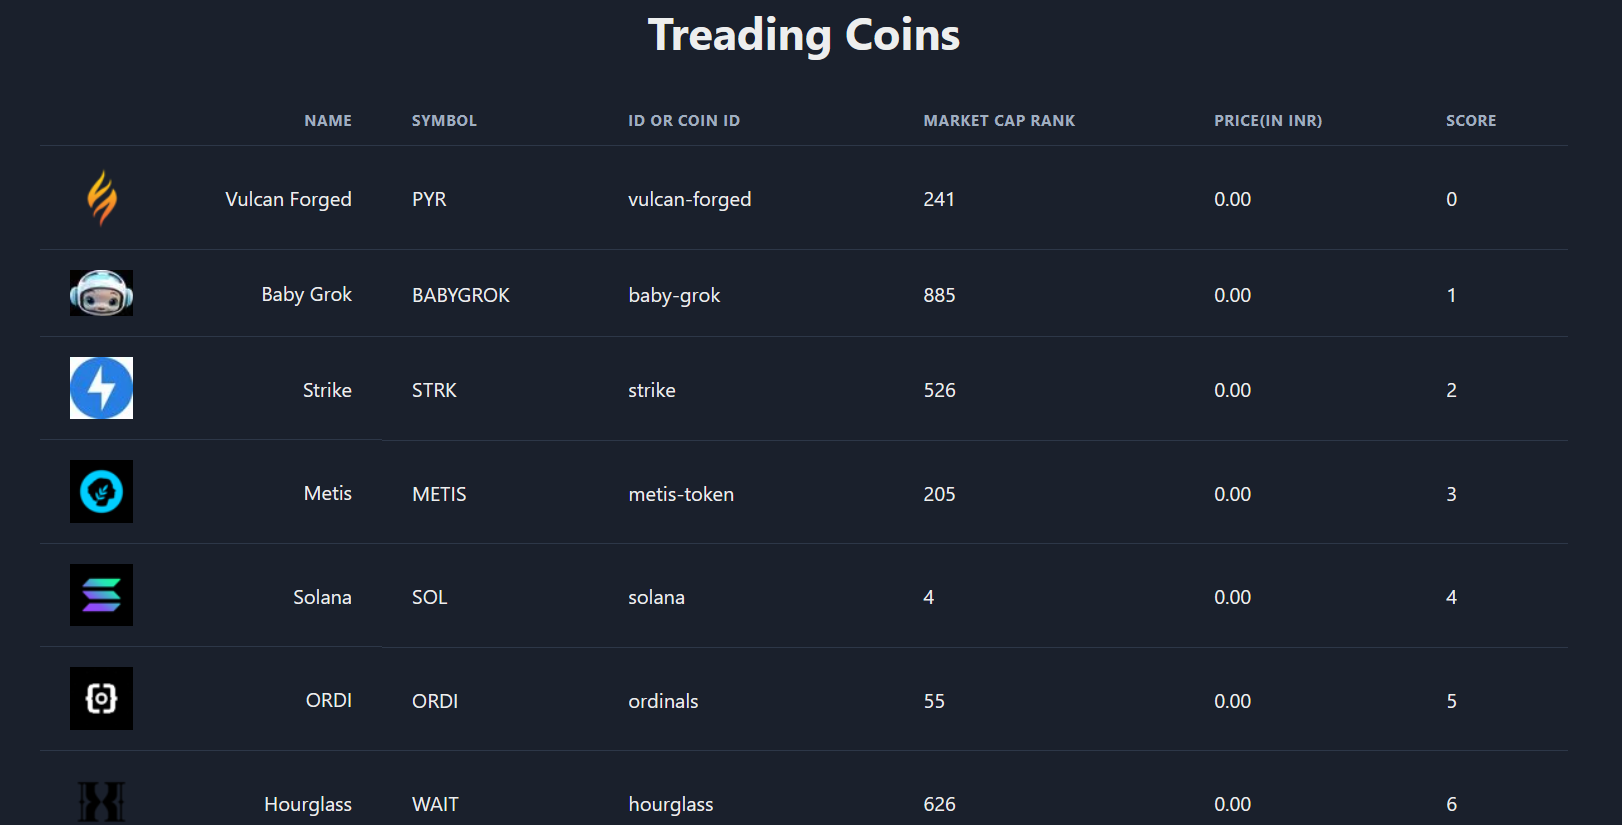 Treading Coins
NAME SYMBOL ID OR COIN ID MARKET CAP RANK PRICE(IN INR) SCORE
Vulcan Forged PYR vulcan-forged 241 0.00 0
Baby Grok BABYGROK baby-grok 885 0.00 1
Strike STRK strike 526 0.00 2
Metis METIS metis-token 205 0.00 3
Solana SOL solana 4 0.00 4
ORDI ORDI ordinals 55 0.00 5
Hourglass WAIT hourglass 626 0.00 6